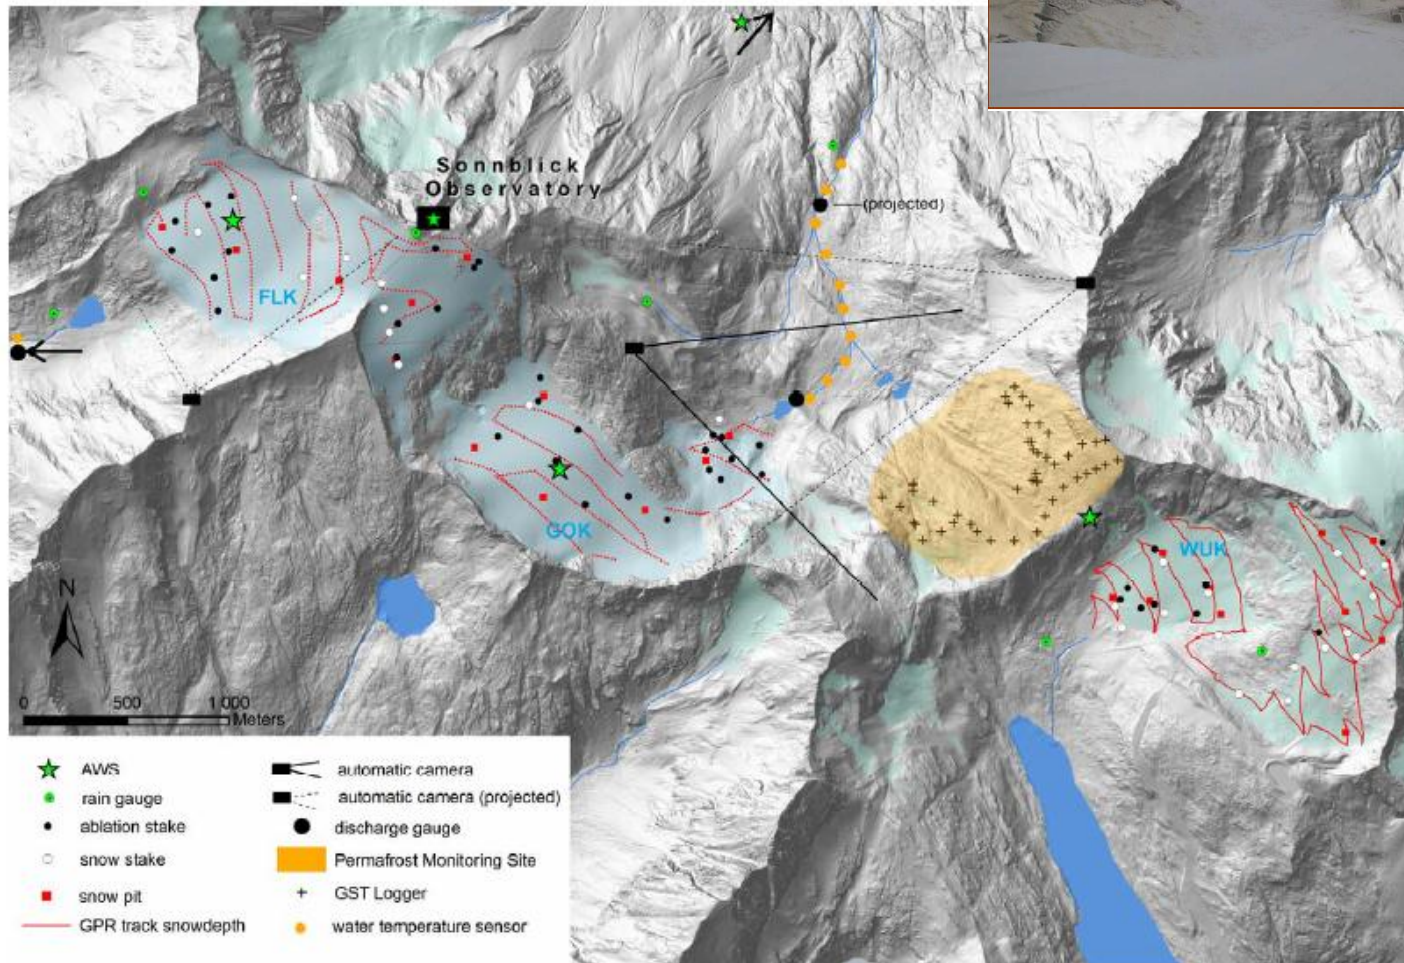 Sonnblick
Observatory
(projected)
FLK
GOK
WUK
N
0 500 1 000
Meters
AWS
rain gauge
ablation stake
snow stake
snow pit
GPR track snowdepth
automatic camera
automatic camera (projected)
discharge gauge
Permafrost Monitoring Site
GST Logger
water temperature sensor